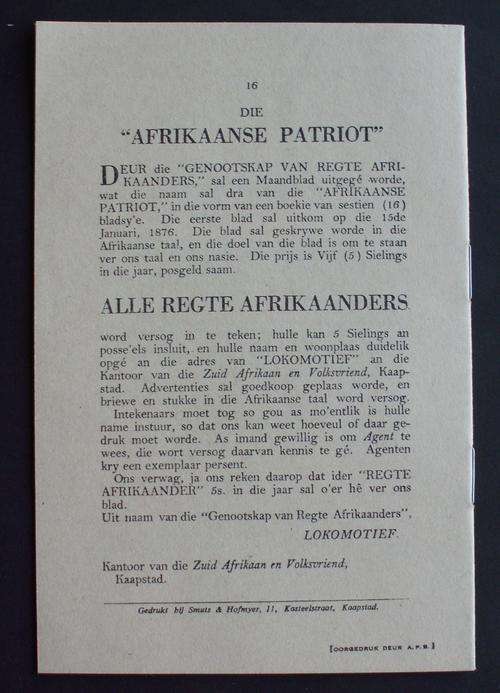 16
DIE
"AFRIKAANSE PATRIOT"
DEUR die "GENOOTSKAP VAN REGTE AFRI-
KAANDERS," sal een Maandblad uitgegé worde,
wat die naam sal dra van die "AFRIKAANSE
PATRIOT," in die vorm van een boekie van sestien (16)
bladsy'e. Die eerste blad sal uitkom op die 15de
Januari, 1876. Die blad sal geskrywe worde in die
Afrikaanse taal, en die doel van die blad is om te staan
ver ons taal en ons nasie. Die prijs is Vijf (5) Sielings
in die jaar, posgeld saam.
ALLE REGTE AFRIKAANDERS
word versog in te teken; hulle kan 5 Sielings an
posse'els insluit, en hulle naam en woonplaas duidelik
opgé an die adres van "LOKOMOTIEF" an die
Kantoor van die Zuid Afrikaan en Volksvriend, Kaap-
stad. Advertenties sal goedkoop geplaas worde, en
briewe en stukke in die Afrikaanse taal word versog.
Intekenaars moet tog so gou as mo'entlik is hulle
name instuur, so dat ons kan weet hoeveul of daar ge-
druk moet worde. As imand gewillig is om Agent te
wees, die wort versog daarvan kennis te gé. Agenten
kry een exemplaar persent.
Ons verwag, ja ons reken daarop dat ider "REGTE
AFRIKAANDER" 5s. in die jaar sal o'er hê ver ons
blad.
Uit naam van die "Genootskap van Regte Afrikaanders",
LOKOMOTIEF.
Kantoor van die Zuid Afrikaan en Volksvriend,
Kaapstad.
Gedrukt bij Smuts & Hofmyer, 11, Kasteelstraat, Kaapstad.
[OORGEDRUK DEUR A.P.B.]